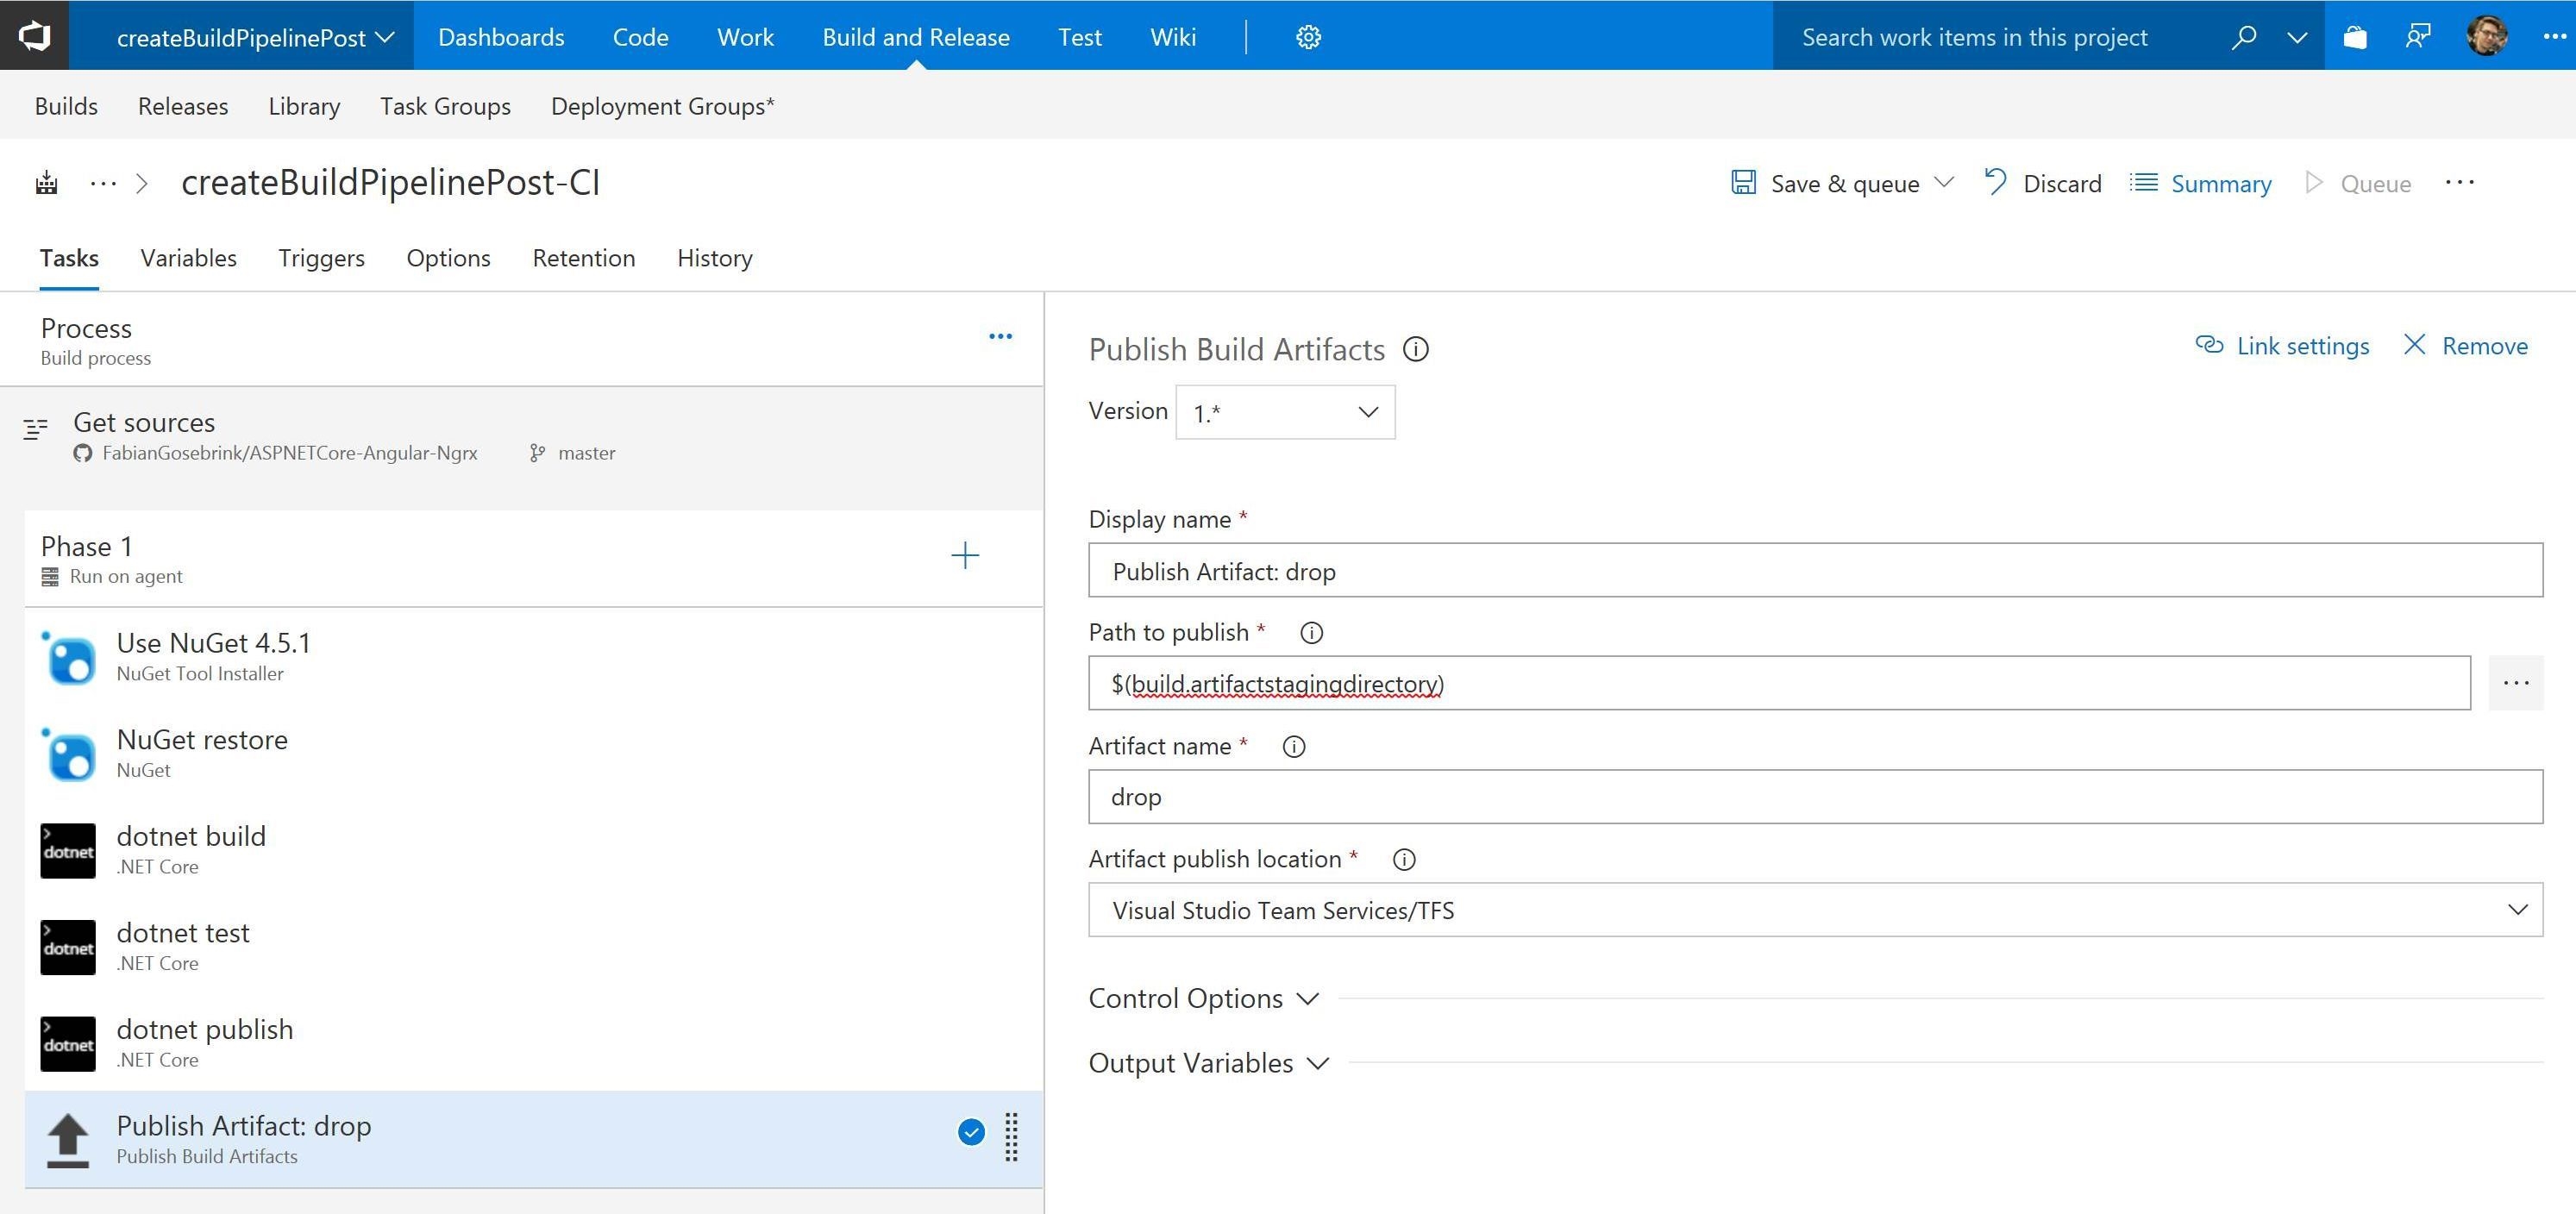 createBuildPipelinePost Dashboards Code Work Build and Release Test Wiki Search work items in this project
Builds Releases Library Task Groups Deployment Groups*
createBuildPipelinePost-CI Save & queue Discard Summary Queue
Tasks Variables Triggers Options Retention History
Process
Build process
Get sources
FabianGosebrink/ASPNETCore-Angular-Ngrx master
Phase 1
Run on agent
Use NuGet 4.5.1
NuGet Tool Installer
NuGet restore
NuGet
dotnet
dotnet build
.NET Core
dotnet
dotnet test
.NET Core
dotnet
dotnet publish
.NET Core
Publish Artifact: drop
Publish Build Artifacts
Publish Build Artifacts Link settings Remove
Version 1.*
Display name *
Publish Artifact: drop
Path to publish *
$(build.artifactstagingdirectory)
Artifact name *
drop
Artifact publish location *
Visual Studio Team Services/TFS
Control Options
Output Variables